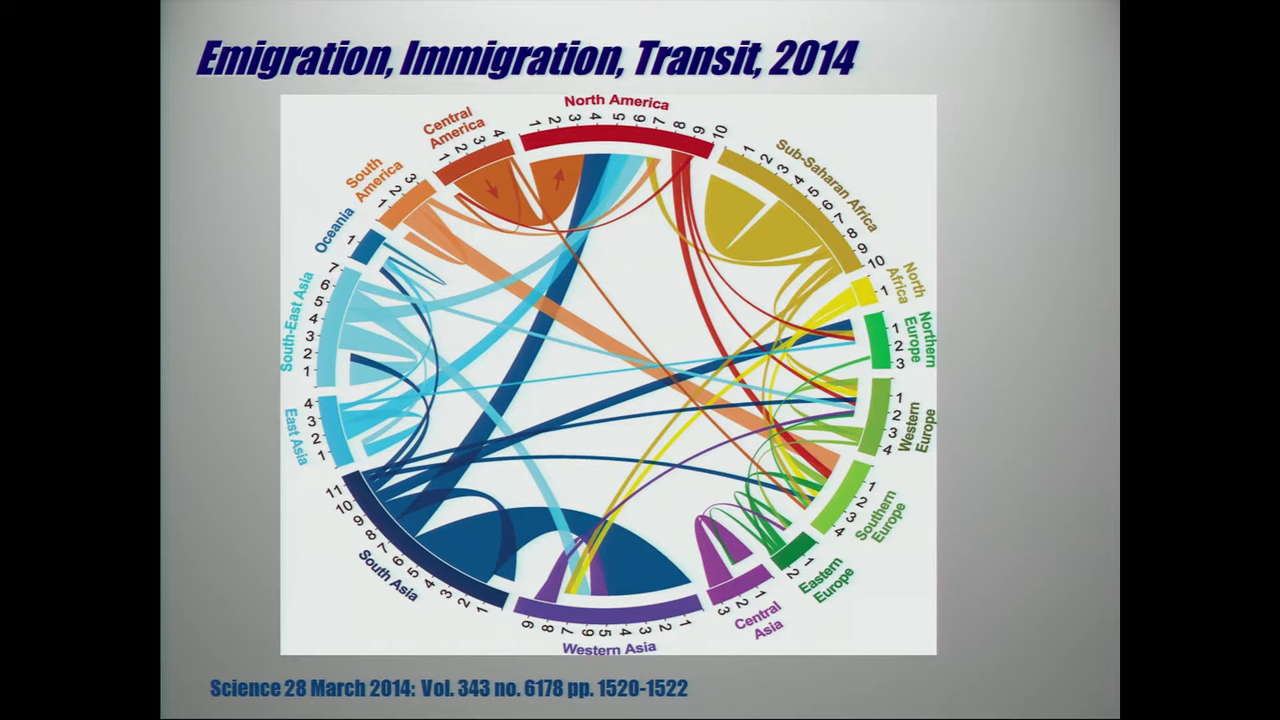 Emigration, Immigration, Transit, 2014
North America
1 2 3 4 5 6 7 8 9 10
Sub-Saharan Africa
1 2 3 4 5 6 7 8 9 10
North
Africa
1
Northern
Europe
1 2 3
Western
Europe
1 2 3 4
Southern
Europe
1 2 3 4
Eastern
Europe
1 2
Central
Asia
1 2 3
Western Asia
1 2 3 4 5 6 7 8 9
South Asia
1 2 3 4 5 6 7 8 9 10 11
East Asia
1 2 3 4
South-East Asia
1 2 3 4 5 6 7
Oceania
1
South
America
1 2 3
Central
America
1 2 3 4
Science 28 March 2014: Vol. 343 no. 6178 pp. 1520-1522